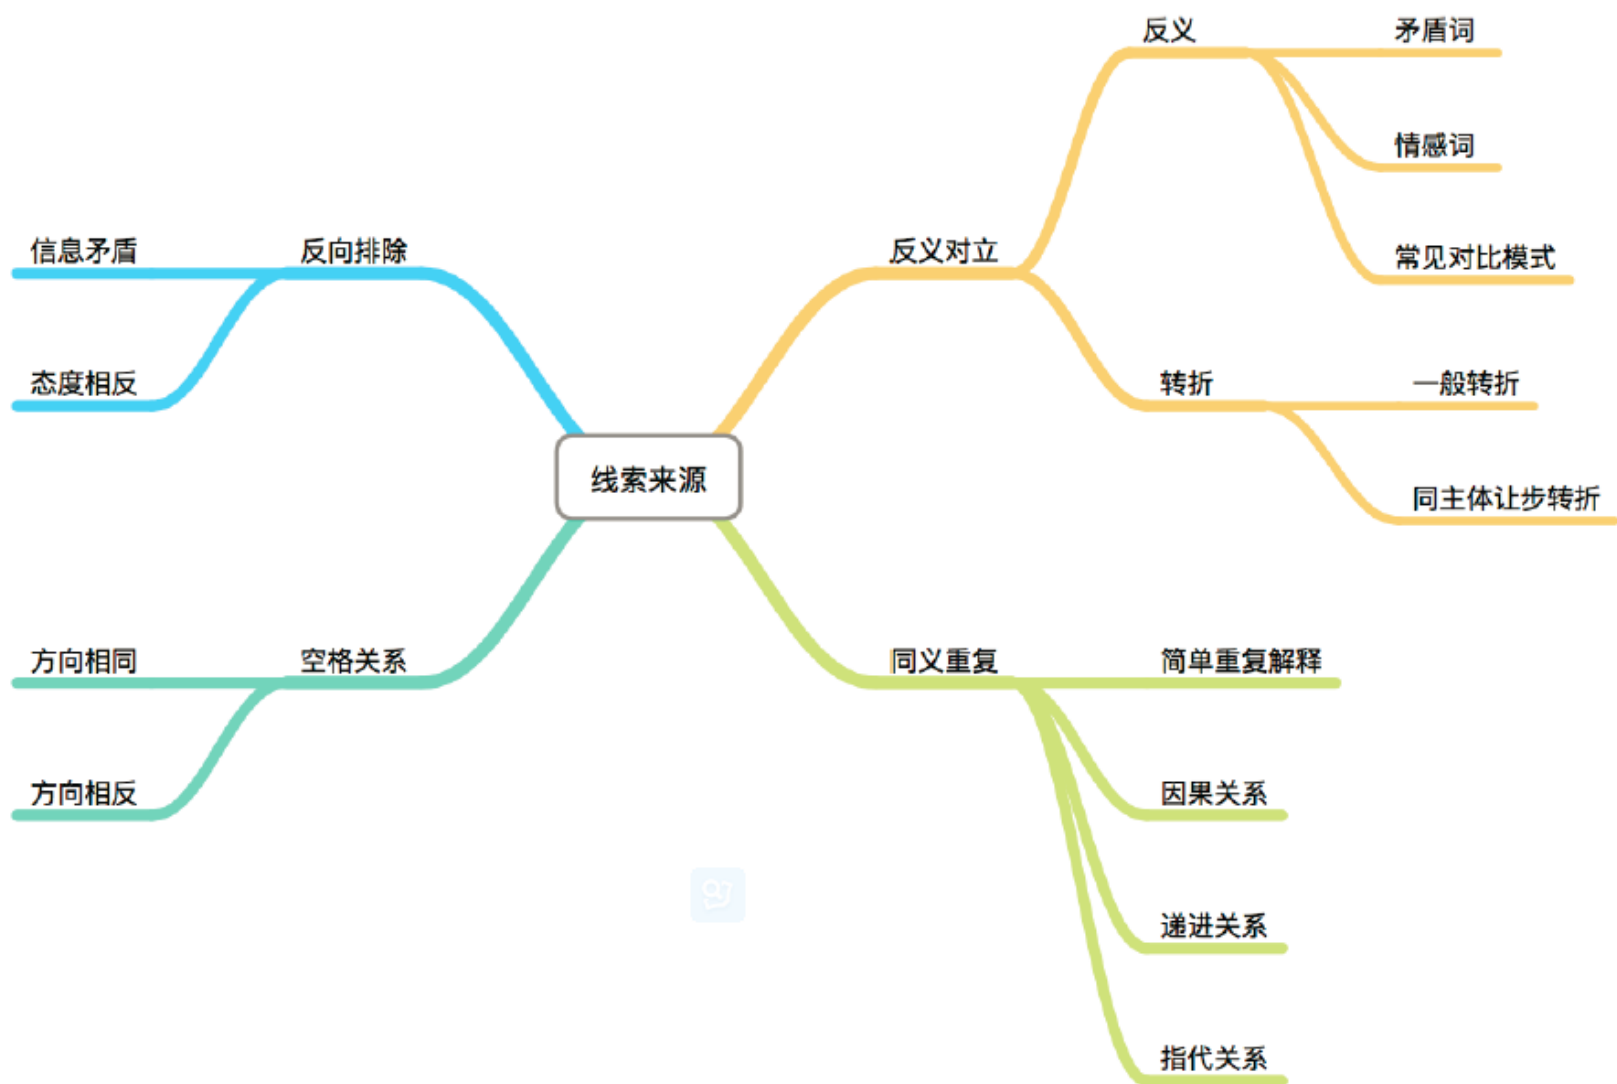 线索来源
反义对立
反义
矛盾词
情感词
常见对比模式
转折
一般转折
同主体让步转折
同义重复
简单重复解释
因果关系
递进关系
指代关系
反向排除
信息矛盾
态度相反
空格关系
方向相同
方向相反